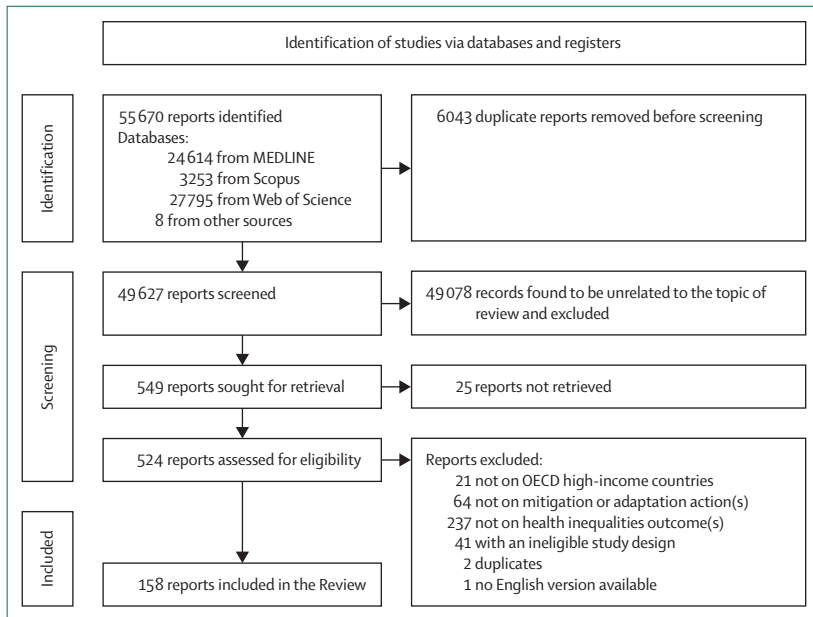 Identification of studies via databases and registers
Identification
55 670 reports identified
Databases:
24 614 from MEDLINE
3253 from Scopus
27 795 from Web of Science
8 from other sources
6043 duplicate reports removed before screening
Screening
49 627 reports screened
49 078 records found to be unrelated to the topic of
review and excluded
549 reports sought for retrieval
25 reports not retrieved
524 reports assessed for eligibility
Reports excluded:
21 not on OECD high-income countries
64 not on mitigation or adaptation action(s)
237 not on health inequalities outcome(s)
41 with an ineligible study design
2 duplicates
1 no English version available
Included
158 reports included in the Review